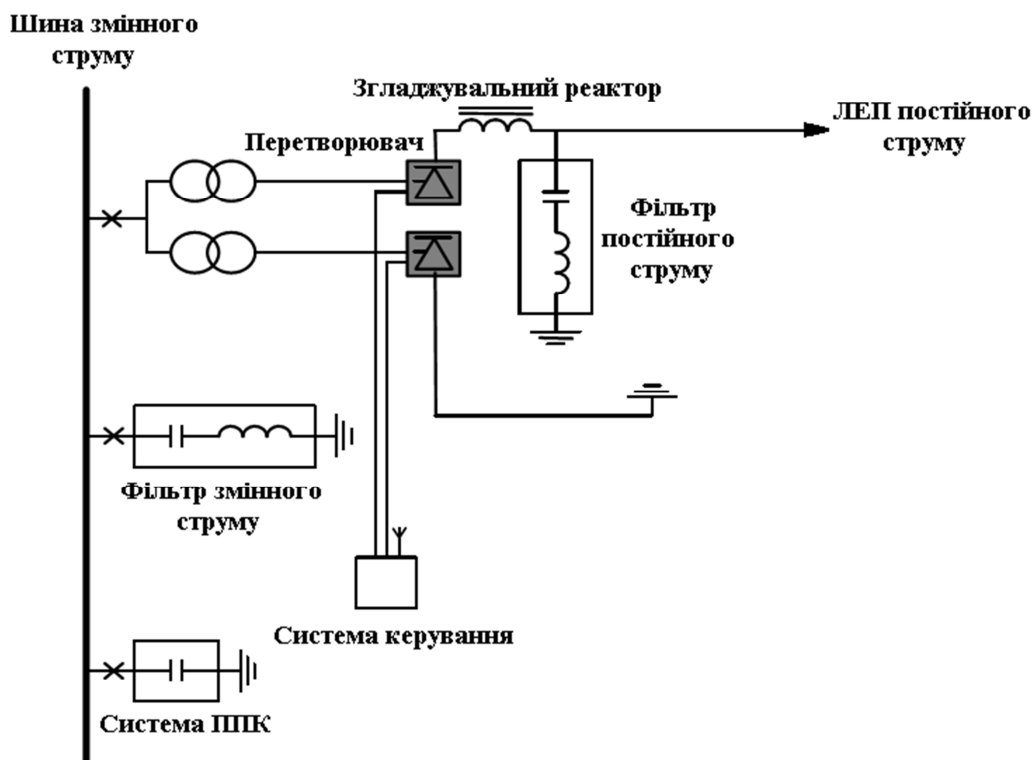 Шина змінного
струму
Згладжувальний реактор
ЛЕП постійного
струму
Перетворювач
Фільтр
постійного
струму
Фільтр змінного
струму
Система керування
Система ППК